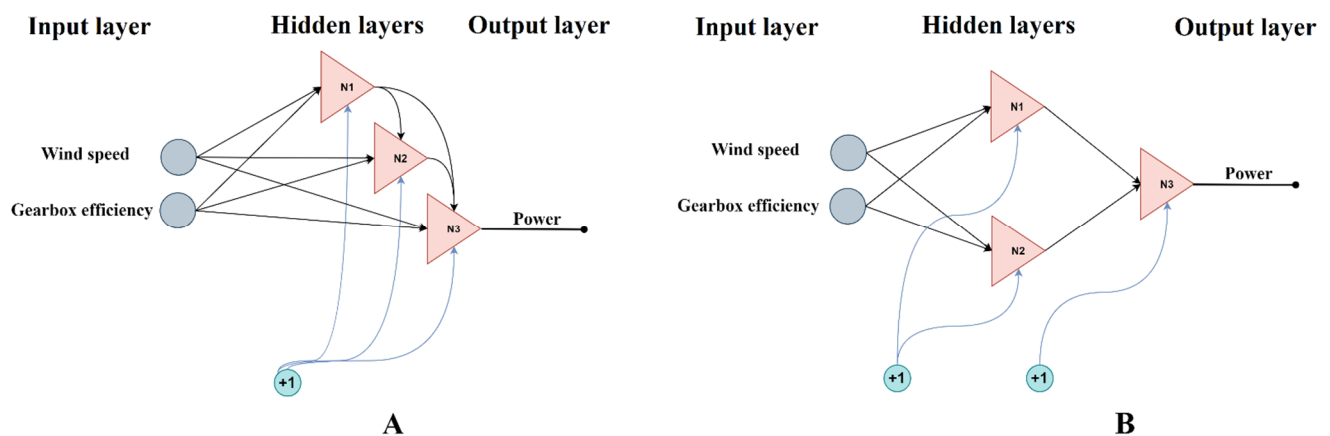 Input layer
Hidden layers
Output layer
N1
Wind speed
N2
Gearbox efficiency
N3
Power
+1
A
Input layer
Hidden layers
Output layer
N1
Wind speed
N3
Power
Gearbox efficiency
N2
+1
+1
B